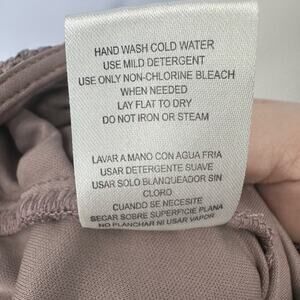 HAND WASH COLD WATER
USE MILD DETERGENT
USE ONLY NON-CHLORINE BLEACH
WHEN NEEDED
LAY FLAT TO DRY
DO NOT IRON OR STEAM
LAVAR A MANO CON AGUA FRIA
USAR DETERGENTE SUAVE
USAR SOLO BLANQUEADOR SIN
CLORO
CUANDO SE NECESITE
SECAR SOBRE SUPERFICIE PLANA
NO PLANCHAR NI USAR VAPOR